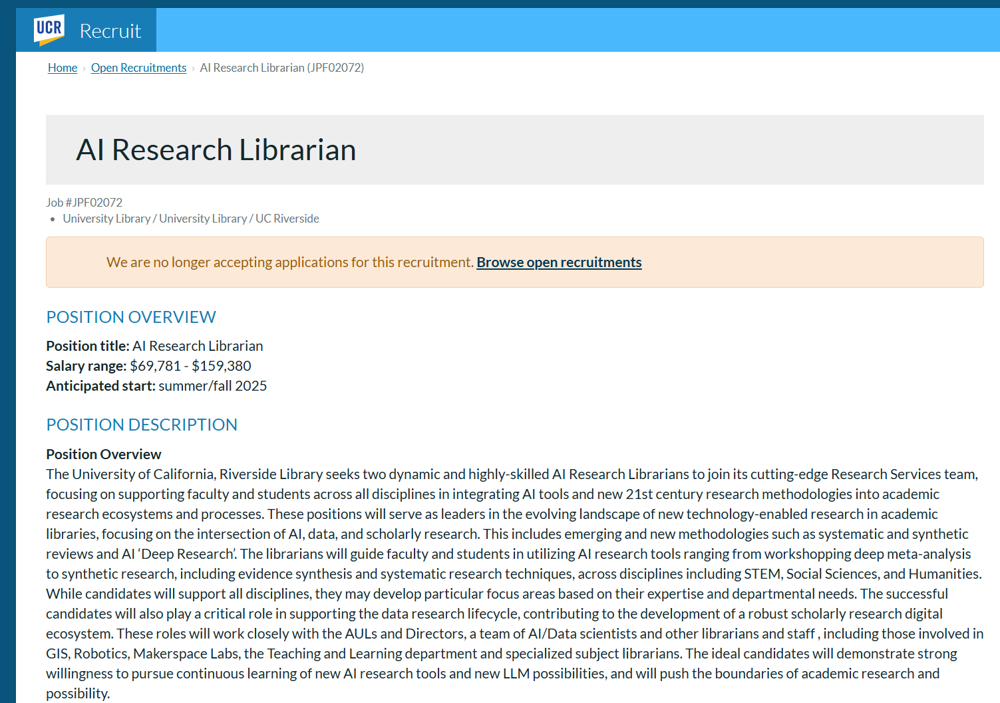 UCR
Recruit
Home › Open Recruitments › AI Research Librarian (JPF02072)
AI Research Librarian
Job #JPF02072
• University Library / University Library / UC Riverside
We are no longer accepting applications for this recruitment. Browse open recruitments
POSITION OVERVIEW
Position title: AI Research Librarian
Salary range: $69,781 - $159,380
Anticipated start: summer/fall 2025
POSITION DESCRIPTION
Position Overview
The University of California, Riverside Library seeks two dynamic and highly-skilled AI Research Librarians to join its cutting-edge Research Services team,
focusing on supporting faculty and students across all disciplines in integrating AI tools and new 21st century research methodologies into academic
research ecosystems and processes. These positions will serve as leaders in the evolving landscape of new technology-enabled research in academic
libraries, focusing on the intersection of AI, data, and scholarly research. This includes emerging and new methodologies such as systematic and synthetic
reviews and AI ‘Deep Research’. The librarians will guide faculty and students in utilizing AI research tools ranging from workshopping deep meta-analysis
to synthetic research, including evidence synthesis and systematic research techniques, across disciplines including STEM, Social Sciences, and Humanities.
While candidates will support all disciplines, they may develop particular focus areas based on their expertise and departmental needs. The successful
candidates will also play a critical role in supporting the data research lifecycle, contributing to the development of a robust scholarly research digital
ecosystem. These roles will work closely with the AULs and Directors, a team of AI/Data scientists and other librarians and staff , including those involved in
GIS, Robotics, Makerspace Labs, the Teaching and Learning department and specialized subject librarians. The ideal candidates will demonstrate strong
willingness to pursue continuous learning of new AI research tools and new LLM possibilities, and will push the boundaries of academic research and
possibility.